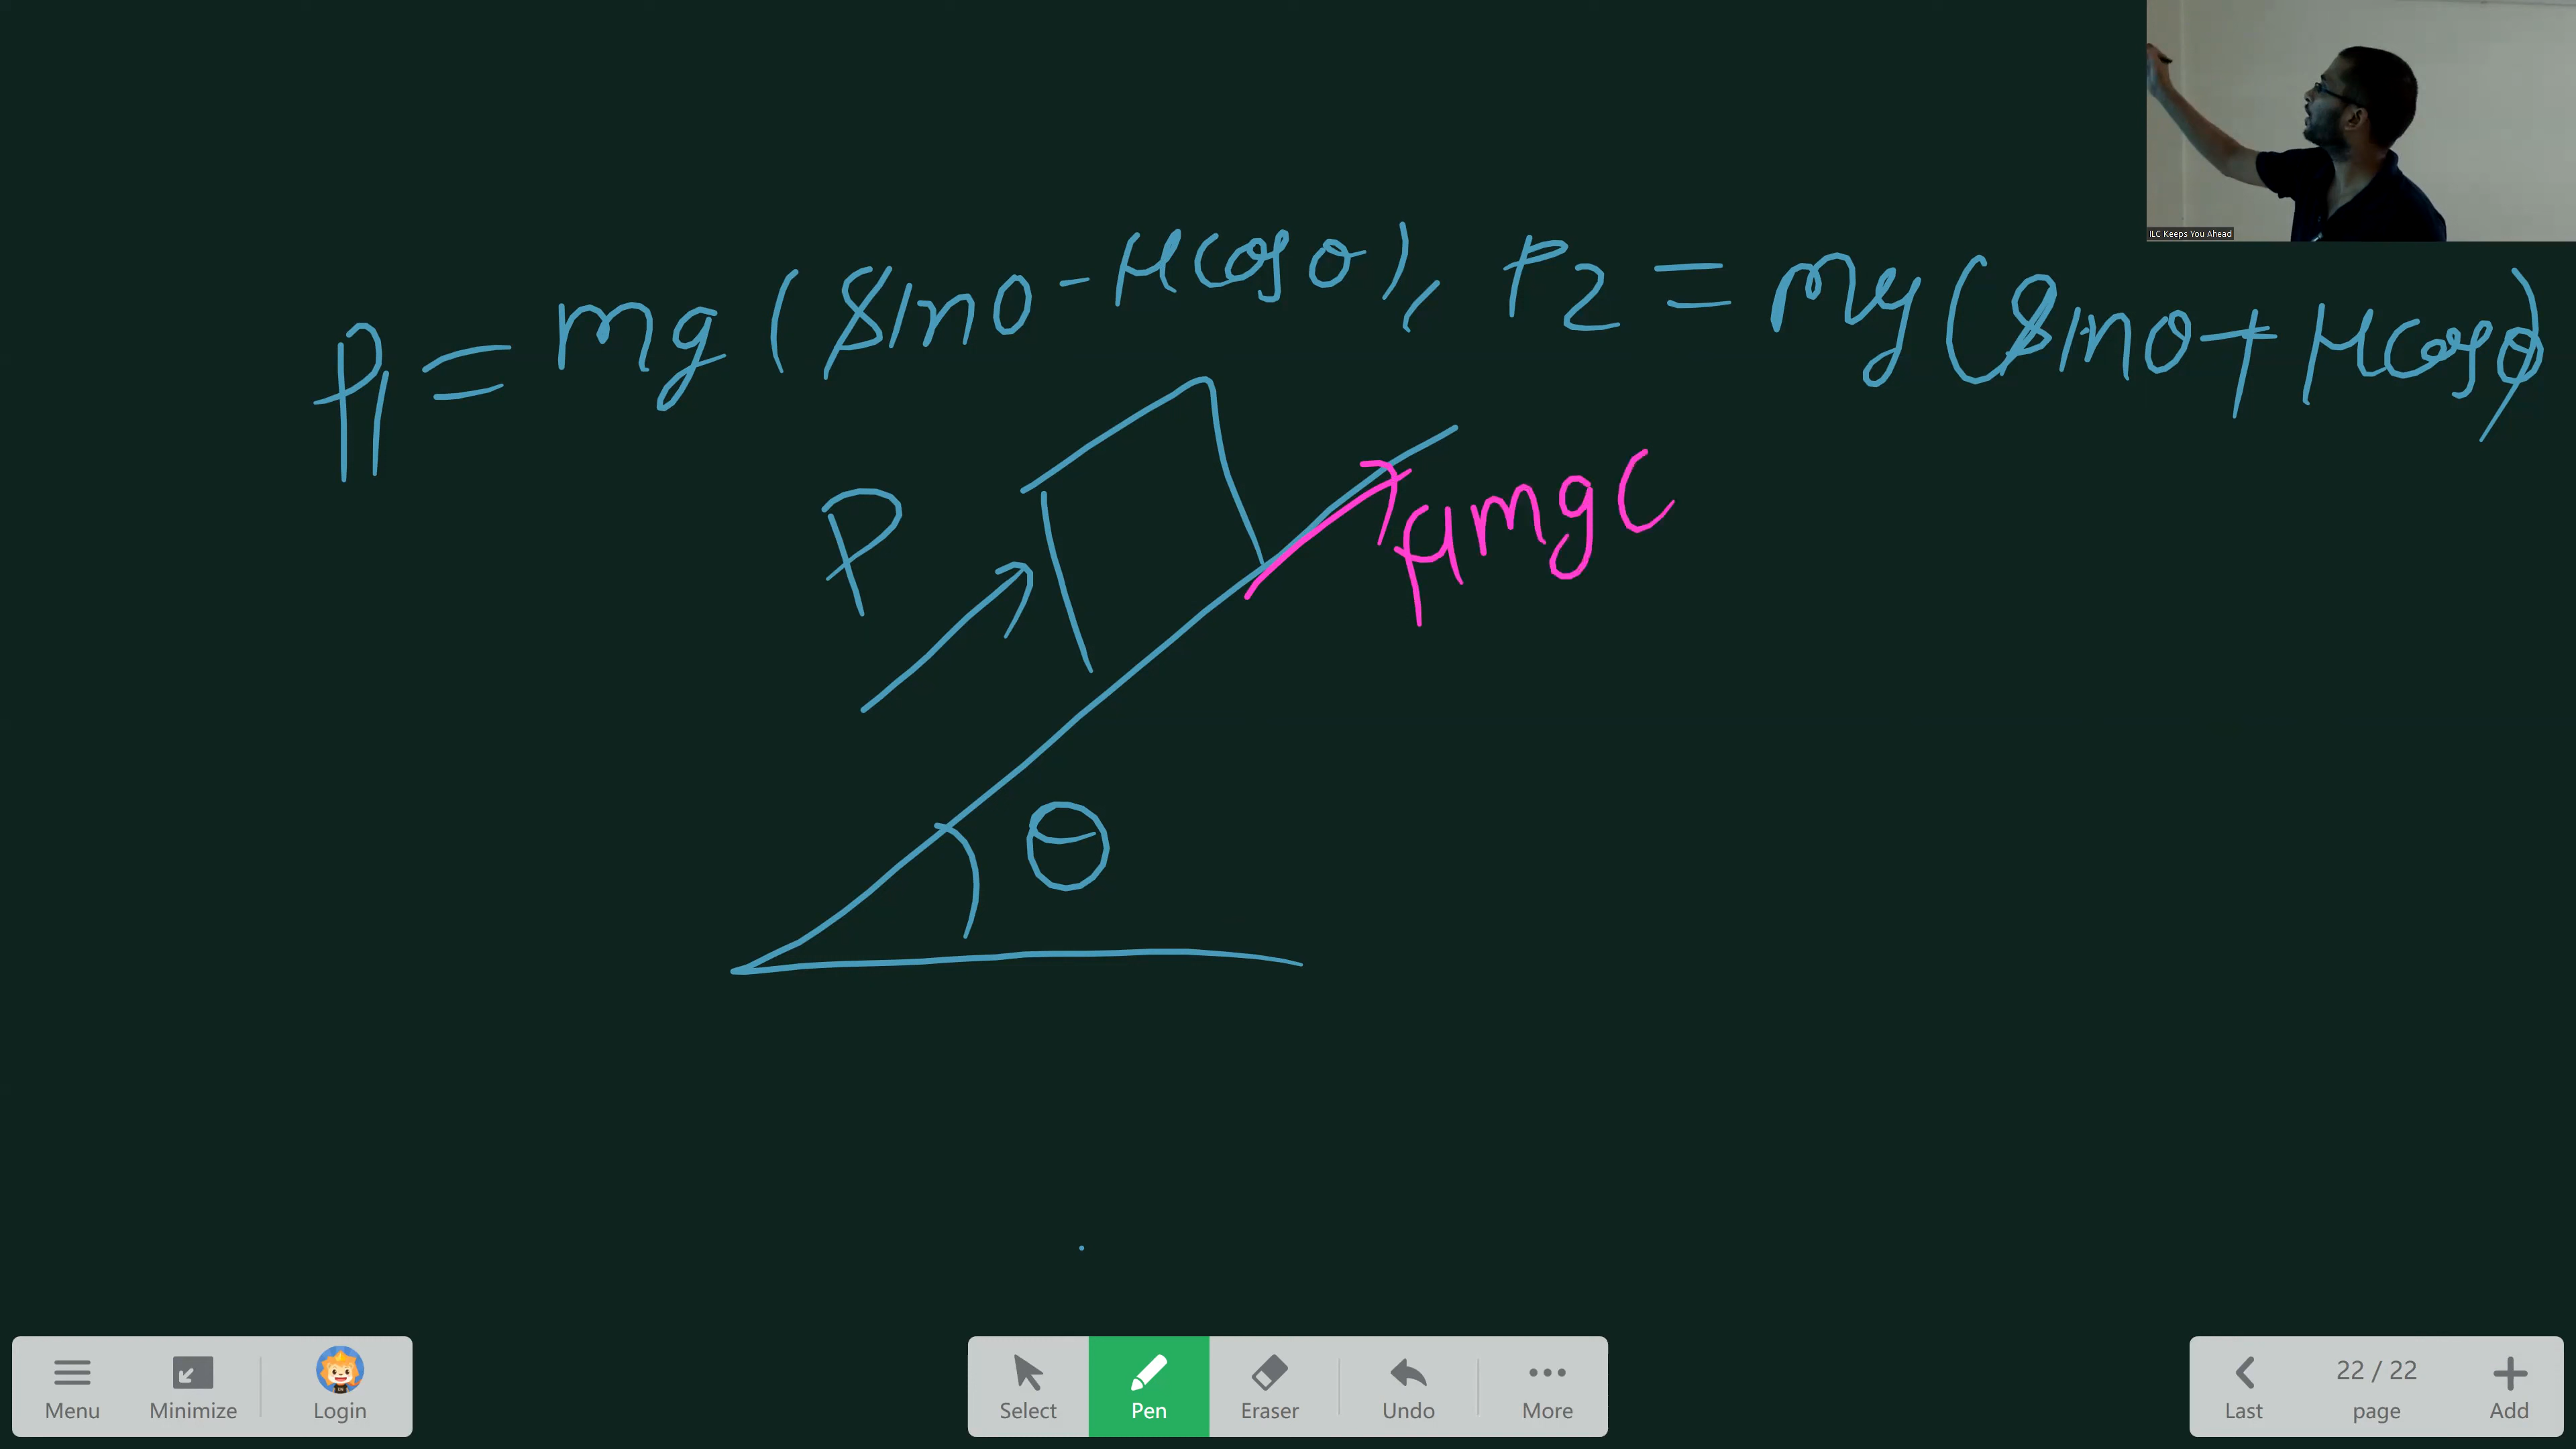 ILC Keeps You Ahead
P1 = mg (sinθ - μcosθ), P2 = mg (sinθ + μcosθ)
P
μmgc
θ
Menu
Minimize
Login
Select
Pen
Eraser
Undo
More
Last
22 / 22
page
Add